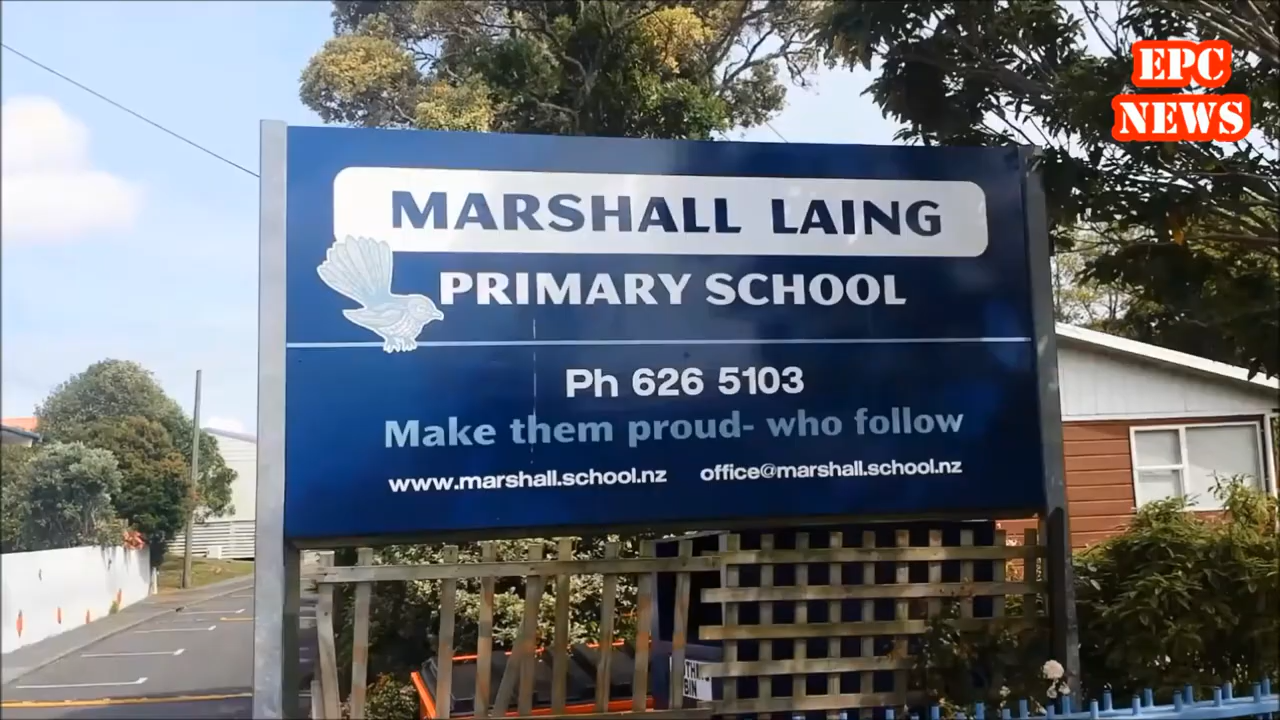 EPC
NEWS
MARSHALL LAING
PRIMARY SCHOOL
Ph 626 5103
Make them proud- who follow
www.marshall.school.nz office@marshall.school.nz
BIN